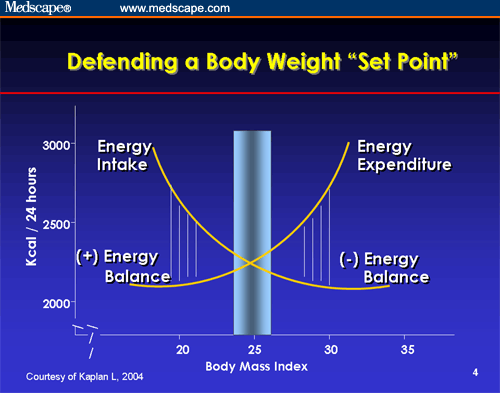 Medscape® www.medscape.com
Defending a Body Weight “Set Point”
Kcal / 24 hours
3000
2500
2000
Energy
Intake
Energy
Expenditure
(+) Energy
Balance
(-) Energy
Balance
20 25 30 35
Body Mass Index
Courtesy of Kaplan L, 2004
4